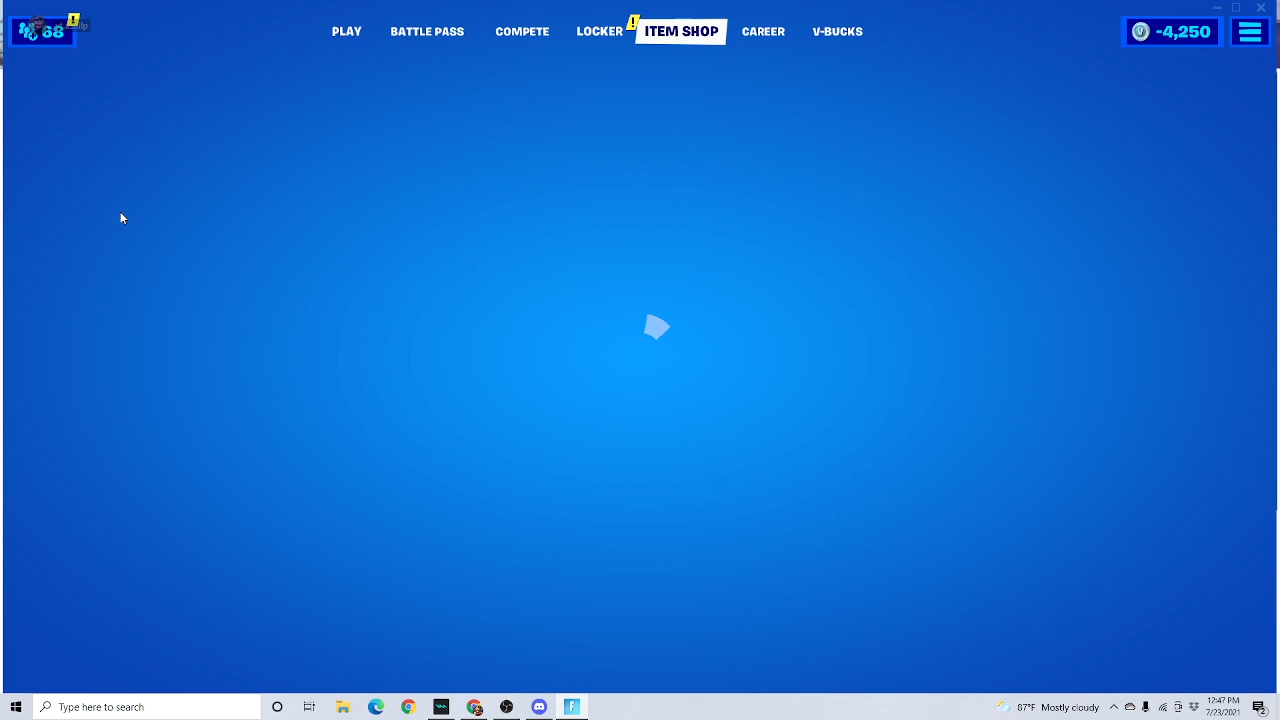 68
PLAY
BATTLE PASS
COMPETE
LOCKER
!
ITEM SHOP
CAREER
V-BUCKS
-4,250
Type here to search
87°F Mostly cloudy
12:47 PM
7/23/2021